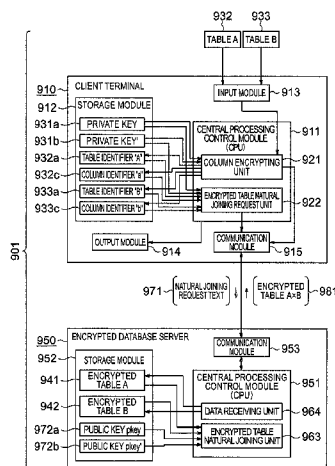 932 933
TABLE A TABLE B
910
CLIENT TERMINAL
INPUT MODULE 913
912 STORAGE MODULE
CENTRAL PROCESSING CONTROL MODULE (CPU) 911
931a PRIVATE KEY
931b PRIVATE KEY'
932a TABLE IDENTIFIER 'A'
932c COLUMN IDENTIFIER 'a'
933a TABLE IDENTIFIER 'B'
933c COLUMN IDENTIFIER 'b'
COLUMN ENCRYPTING UNIT 921
ENCRYPTED TABLE NATURAL JOINING REQUEST UNIT 922
OUTPUT MODULE 914
COMMUNICATION MODULE 915
901
971 NATURAL JOINING REQUEST TEXT
ENCRYPTED TABLE A×B 981
950
ENCRYPTED DATABASE SERVER
COMMUNICATION MODULE 953
952 STORAGE MODULE
CENTRAL PROCESSING CONTROL MODULE (CPU) 951
941 ENCRYPTED TABLE A
942 ENCRYPTED TABLE B
972a PUBLIC KEY pkey
972b PUBLIC KEY pkey'
DATA RECEIVING UNIT 964
ENCRYPTED TABLE NATURAL JOINING UNIT 963